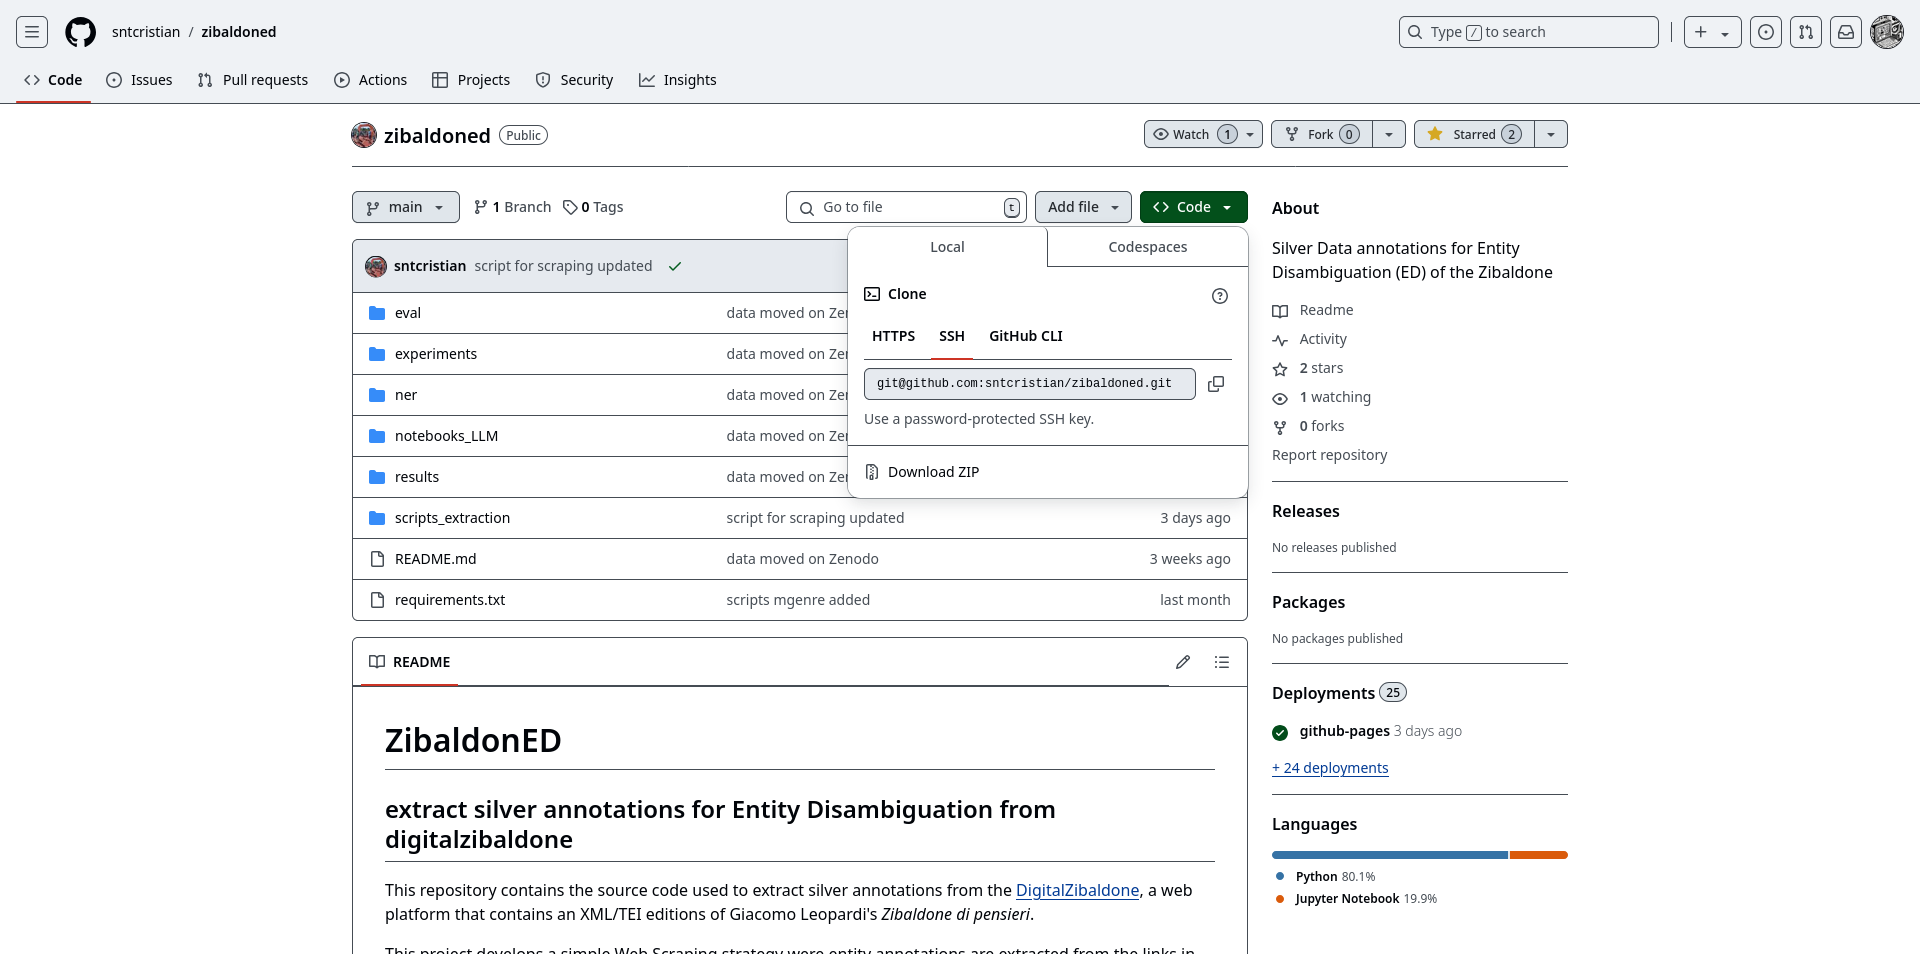 sntcristian / zibaldoned
Type / to search
Code Issues Pull requests Actions Projects Security Insights
zibaldoned Public
Watch 1 Fork 0 Starred 2
main 1 Branch 0 Tags Go to file t Add file Code
Local Codespaces
Clone
HTTPS SSH GitHub CLI
git@github.com:sntcristian/zibaldoned.git
Use a password-protected SSH key.
Download ZIP
sntcristian script for scraping updated
eval data moved on Zen
experiments data moved on Zen
ner data moved on Zen
notebooks_LLM data moved on Zen
results data moved on Zen
scripts_extraction script for scraping updated 3 days ago
README.md data moved on Zenodo 3 weeks ago
requirements.txt scripts mgenre added last month
README
ZibaldonED
extract silver annotations for Entity Disambiguation from
digitalzibaldone
This repository contains the source code used to extract silver annotations from the DigitalZibaldone, a web
platform that contains an XML/TEI editions of Giacomo Leopardi's Zibaldone di pensieri.
This project develops a simple Web Scraping strategy were entity annotations are extracted from the links in
About
Silver Data annotations for Entity
Disambiguation (ED) of the Zibaldone
Readme
Activity
2 stars
1 watching
0 forks
Report repository
Releases
No releases published
Packages
No packages published
Deployments 25
github-pages 3 days ago
+ 24 deployments
Languages
Python 80.1%
Jupyter Notebook 19.9%